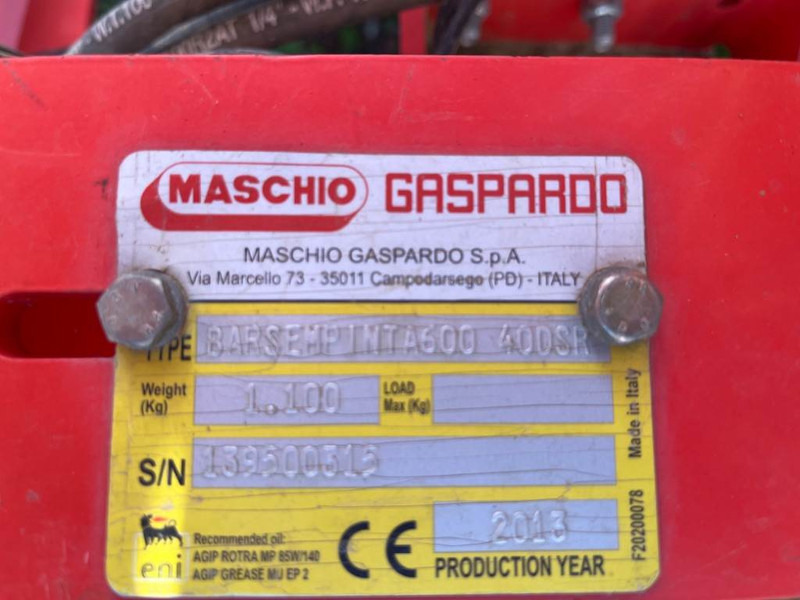 MASCHIO GASPARDO
MASCHIO GASPARDO S.p.A.
Via Marcello 73 - 35011 Campodarsego (PD) - ITALY
TYPE BARSEMPINTA600 40DSR
Weight (Kg) 1.100 LOAD Max (Kg)
S/N 139500315
Made in Italy
F20200078
eni
Recommended oil:
AGIP ROTRA MP 85W/140
AGIP GREASE MU EP 2
CE
2013
PRODUCTION YEAR